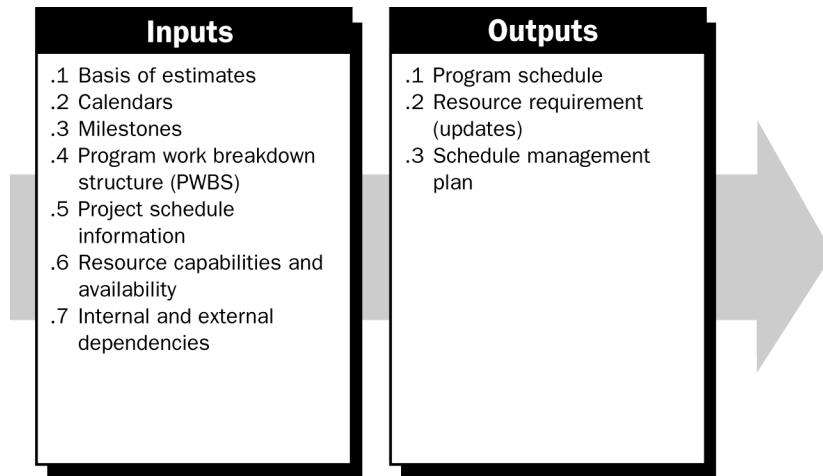 Inputs
.1 Basis of estimates
.2 Calendars
.3 Milestones
.4 Program work breakdown
structure (PWBS)
.5 Project schedule
information
.6 Resource capabilities and
availability
.7 Internal and external
dependencies
Outputs
.1 Program schedule
.2 Resource requirement
(updates)
.3 Schedule management
plan